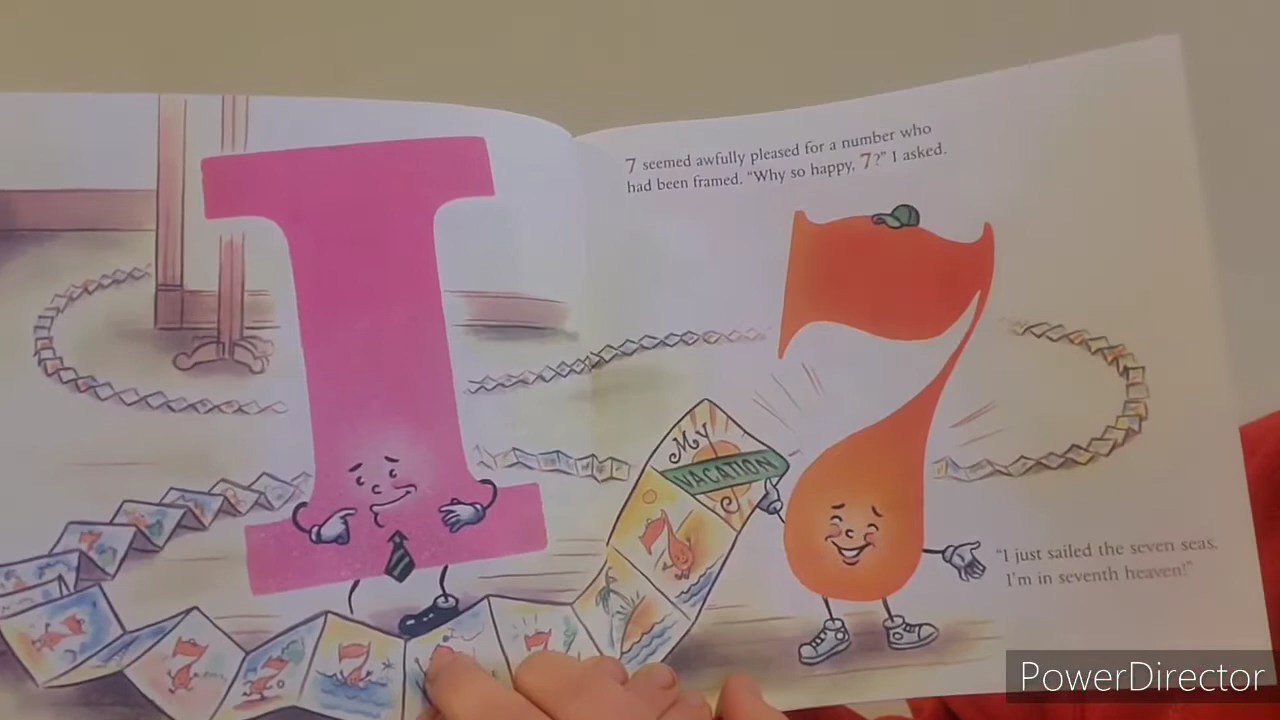 7 seemed awfully pleased for a number who
had been framed. “Why so happy, 7?” I asked.
I
7
My
VACATION
“I just sailed the seven seas.
I’m in seventh heaven!”
PowerDirector